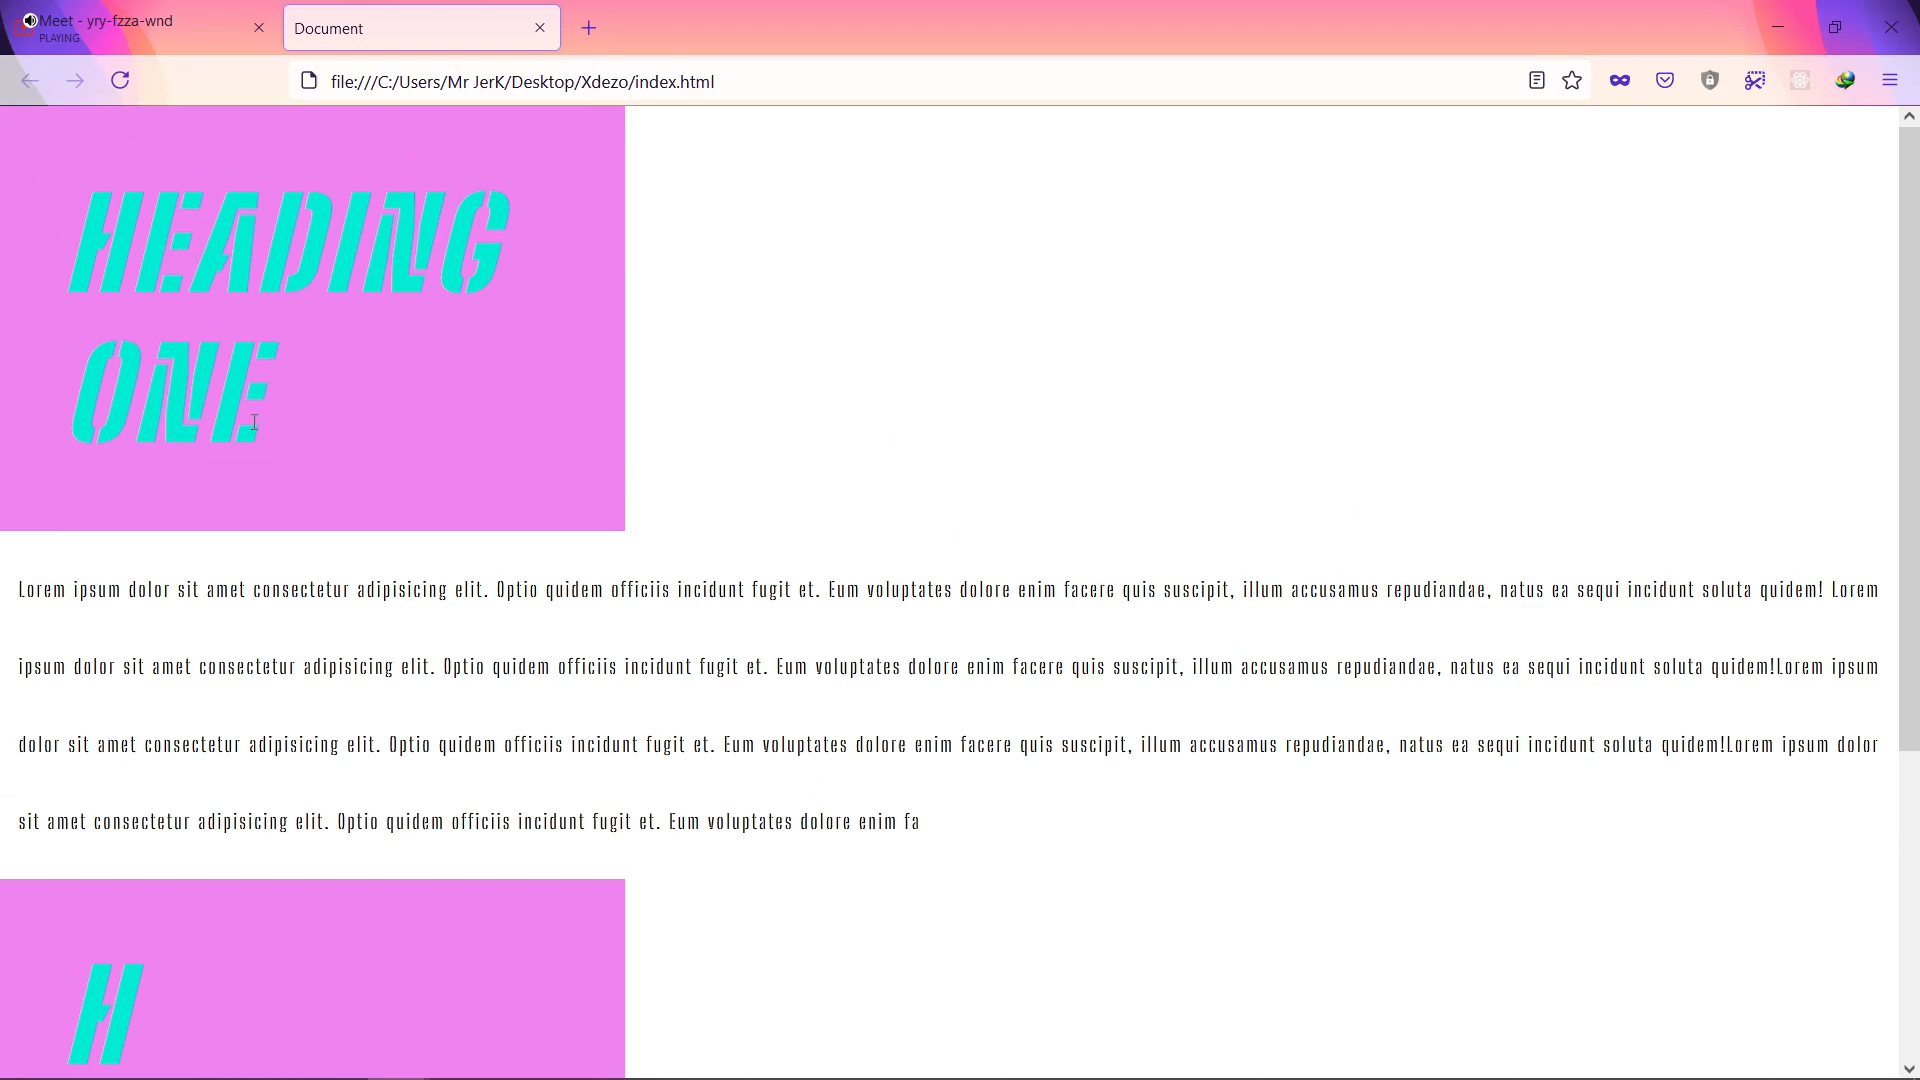 Meet - yry-fzza-wnd
PLAYING
Document
file:///C:/Users/Mr JerK/Desktop/Xdezo/index.html
HEADING
ONE
Lorem ipsum dolor sit amet consectetur adipisicing elit. Optio quidem officiis incidunt fugit et. Eum voluptates dolore enim facere quis suscipit, illum accusamus repudiandae, natus ea sequi incidunt soluta quidem! Lorem
ipsum dolor sit amet consectetur adipisicing elit. Optio quidem officiis incidunt fugit et. Eum voluptates dolore enim facere quis suscipit, illum accusamus repudiandae, natus ea sequi incidunt soluta quidem!Lorem ipsum
dolor sit amet consectetur adipisicing elit. Optio quidem officiis incidunt fugit et. Eum voluptates dolore enim facere quis suscipit, illum accusamus repudiandae, natus ea sequi incidunt soluta quidem!Lorem ipsum dolor
sit amet consectetur adipisicing elit. Optio quidem officiis incidunt fugit et. Eum voluptates dolore enim fa
H